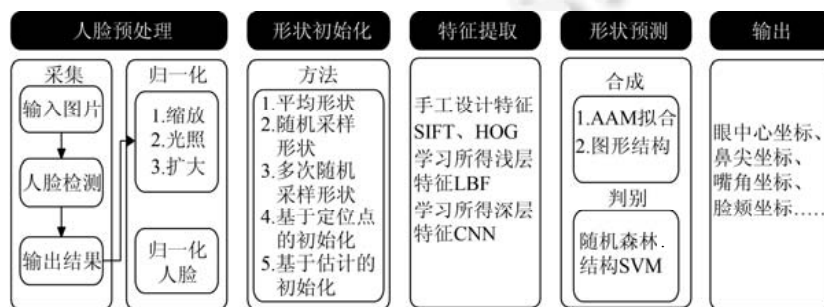 人脸预处理
采集
输入图片
人脸检测
输出结果
归一化
1.缩放
2.光照
3.扩大
归一化
人脸
形状初始化
方法
1.平均形状
2.随机采样
形状
3.多次随机
采样形状
4.基于定位点
的初始化
5.基于估计的
初始化
特征提取
手工设计特征
SIFT、HOG
学习所得浅层
特征LBF
学习所得深层
特征CNN
形状预测
合成
1.AAM拟合
2.图形结构
判别
随机森林.
结构SVM
输出
眼中心坐标、
鼻尖坐标、
嘴角坐标、
脸颊坐标……